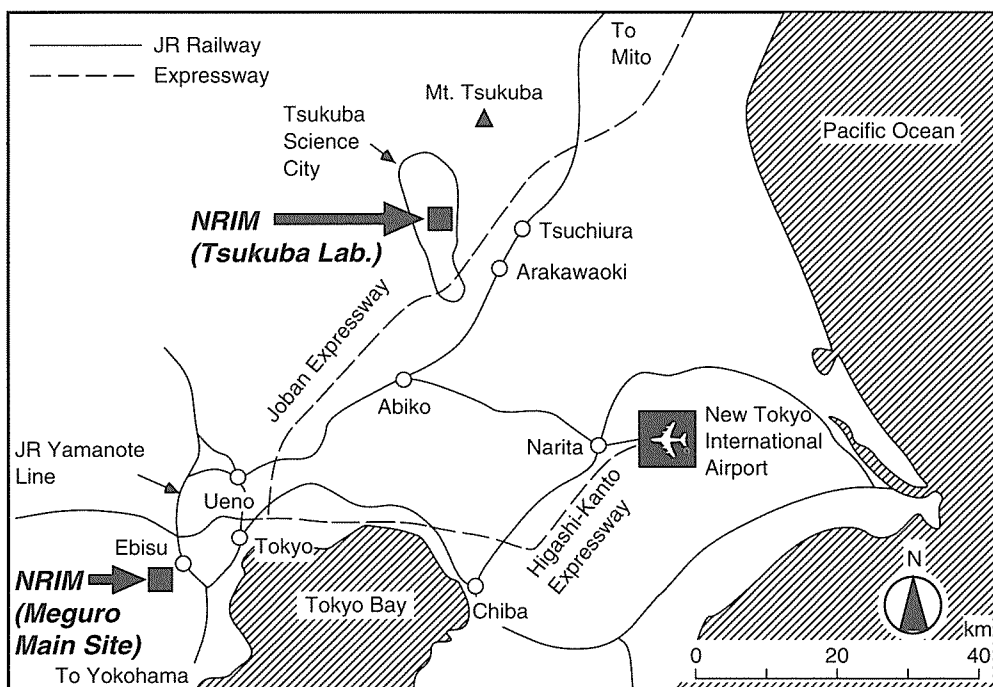 JR Railway
Expressway
To
Mito
Mt. Tsukuba
Tsukuba
Science
City
Pacific Ocean
NRIM
(Tsukuba Lab.)
Tsuchiura
Arakawaoki
Joban Expressway
Abiko
JR Yamanote
Line
Narita
New Tokyo
International
Airport
Ueno
Higashi-Kanto
Expressway
Ebisu
Tokyo
NRIM
(Meguro
Main Site)
Tokyo Bay
Chiba
To Yokohama
N
km
0 10 20 30 40